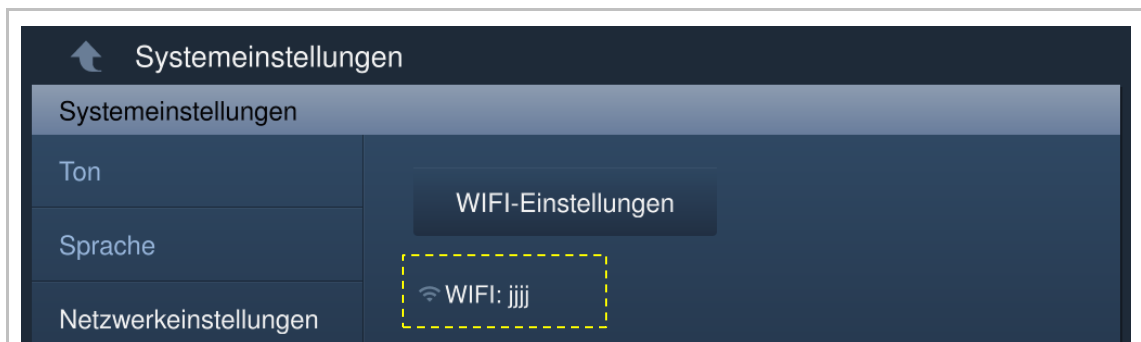 Systemeinstellungen
Systemeinstellungen
Ton
WIFI-Einstellungen
Sprache
WIFI: jjjj
Netzwerkeinstellungen